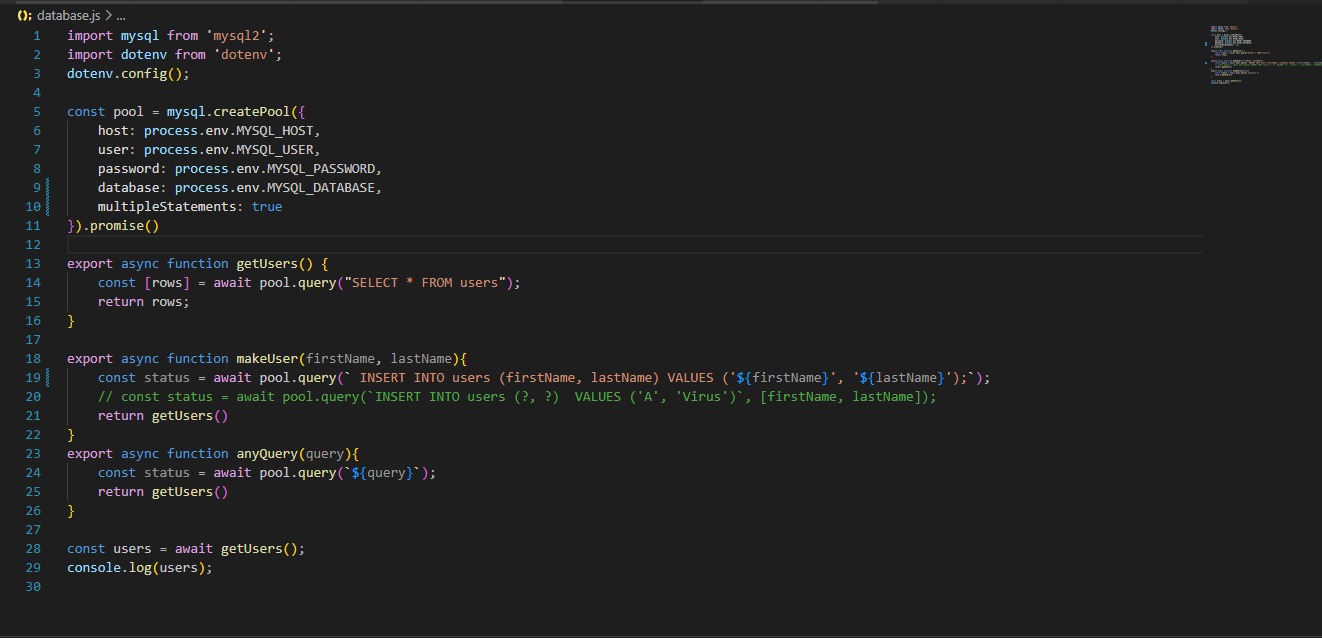 database.js > ...
1 import mysql from 'mysql2';
2 import dotenv from 'dotenv';
3 dotenv.config();
4
5 const pool = mysql.createPool({
6     host: process.env.MYSQL_HOST,
7     user: process.env.MYSQL_USER,
8     password: process.env.MYSQL_PASSWORD,
9     database: process.env.MYSQL_DATABASE,
10     multipleStatements: true
11 }).promise()
12
13 export async function getUsers() {
14     const [rows] = await pool.query("SELECT * FROM users");
15     return rows;
16 }
17
18 export async function makeUser(firstName, lastName){
19     const status = await pool.query(` INSERT INTO users (firstName, lastName) VALUES ('${firstName}', '${lastName}');`);
20     // const status = await pool.query(`INSERT INTO users (?, ?)  VALUES ('A', 'Virus')`, [firstName, lastName]);
21     return getUsers()
22 }
23 export async function anyQuery(query){
24     const status = await pool.query(`${query}`);
25     return getUsers()
26 }
27
28 const users = await getUsers();
29 console.log(users);
30